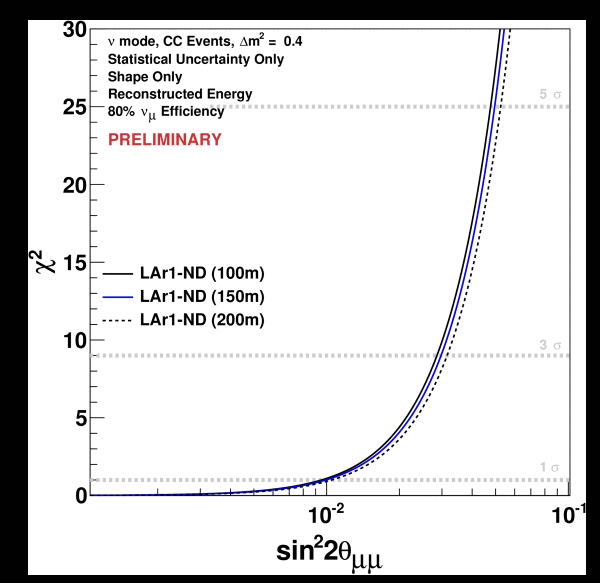 30
ν mode, CC Events, Δm² = 0.4
Statistical Uncertainty Only
Shape Only
Reconstructed Energy
80% νμ Efficiency
5 σ
25
PRELIMINARY
20
χ²
15
LAr1-ND (100m)
LAr1-ND (150m)
LAr1-ND (200m)
10
3 σ
5
1 σ
0
10⁻² 10⁻¹
sin²2θμμ